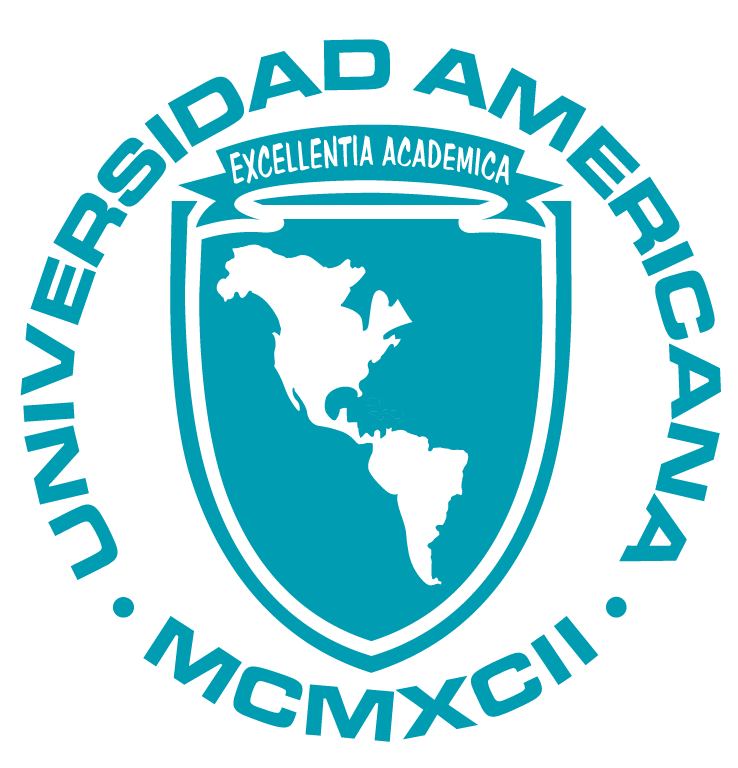 UNIVERSIDAD AMERICANA
EXCELLENTIA ACADEMICA
• MCMXCII •